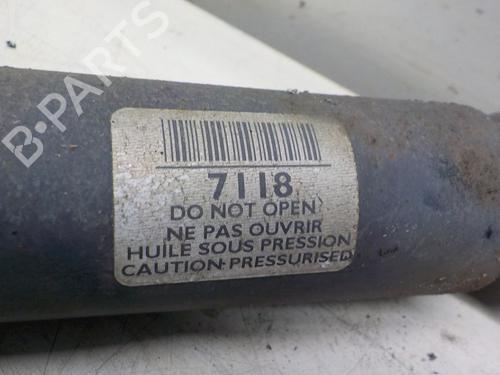 B-PARTS
7118
DO NOT OPEN
NE PAS OUVRIR
HUILE SOUS PRESSION
CAUTION-PRESSURISED